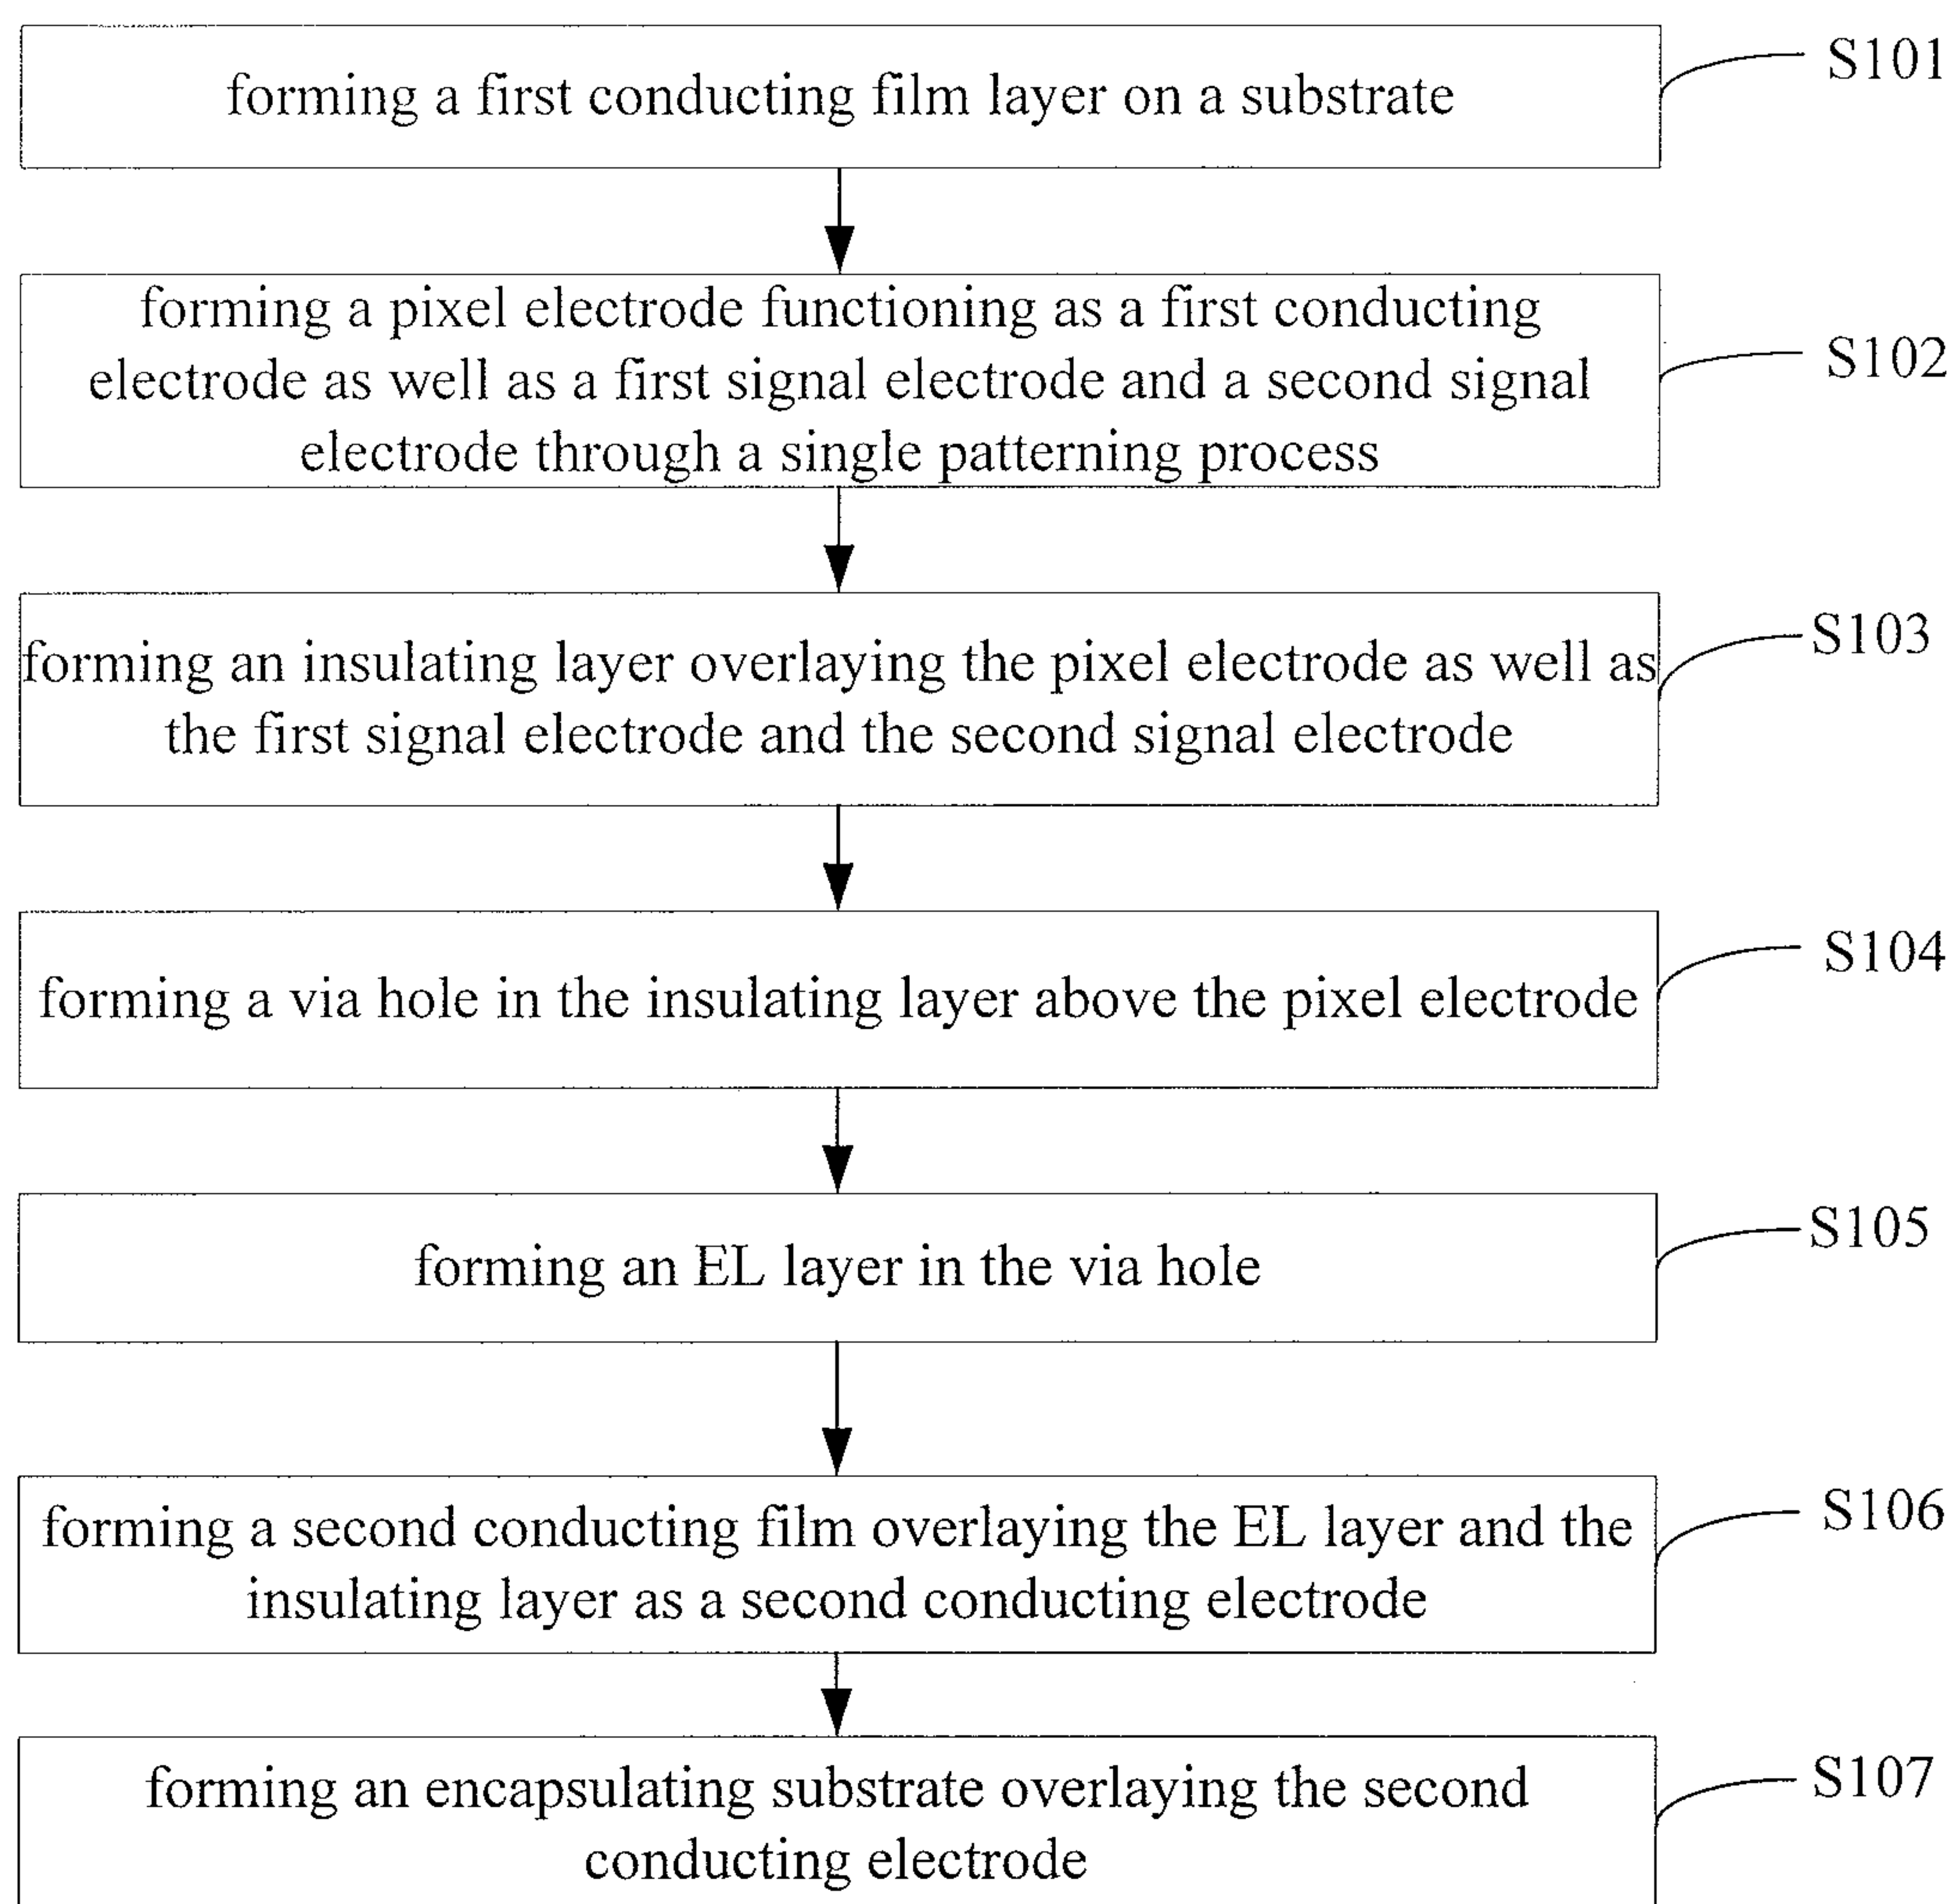 forming a first conducting film layer on a substrate
S101
forming a pixel electrode functioning as a first conducting
electrode as well as a first signal electrode and a second signal
electrode through a single patterning process
S102
forming an insulating layer overlaying the pixel electrode as well as
the first signal electrode and the second signal electrode
S103
forming a via hole in the insulating layer above the pixel electrode
S104
forming an EL layer in the via hole
S105
forming a second conducting film overlaying the EL layer and the
insulating layer as a second conducting electrode
S106
forming an encapsulating substrate overlaying the second
conducting electrode
S107